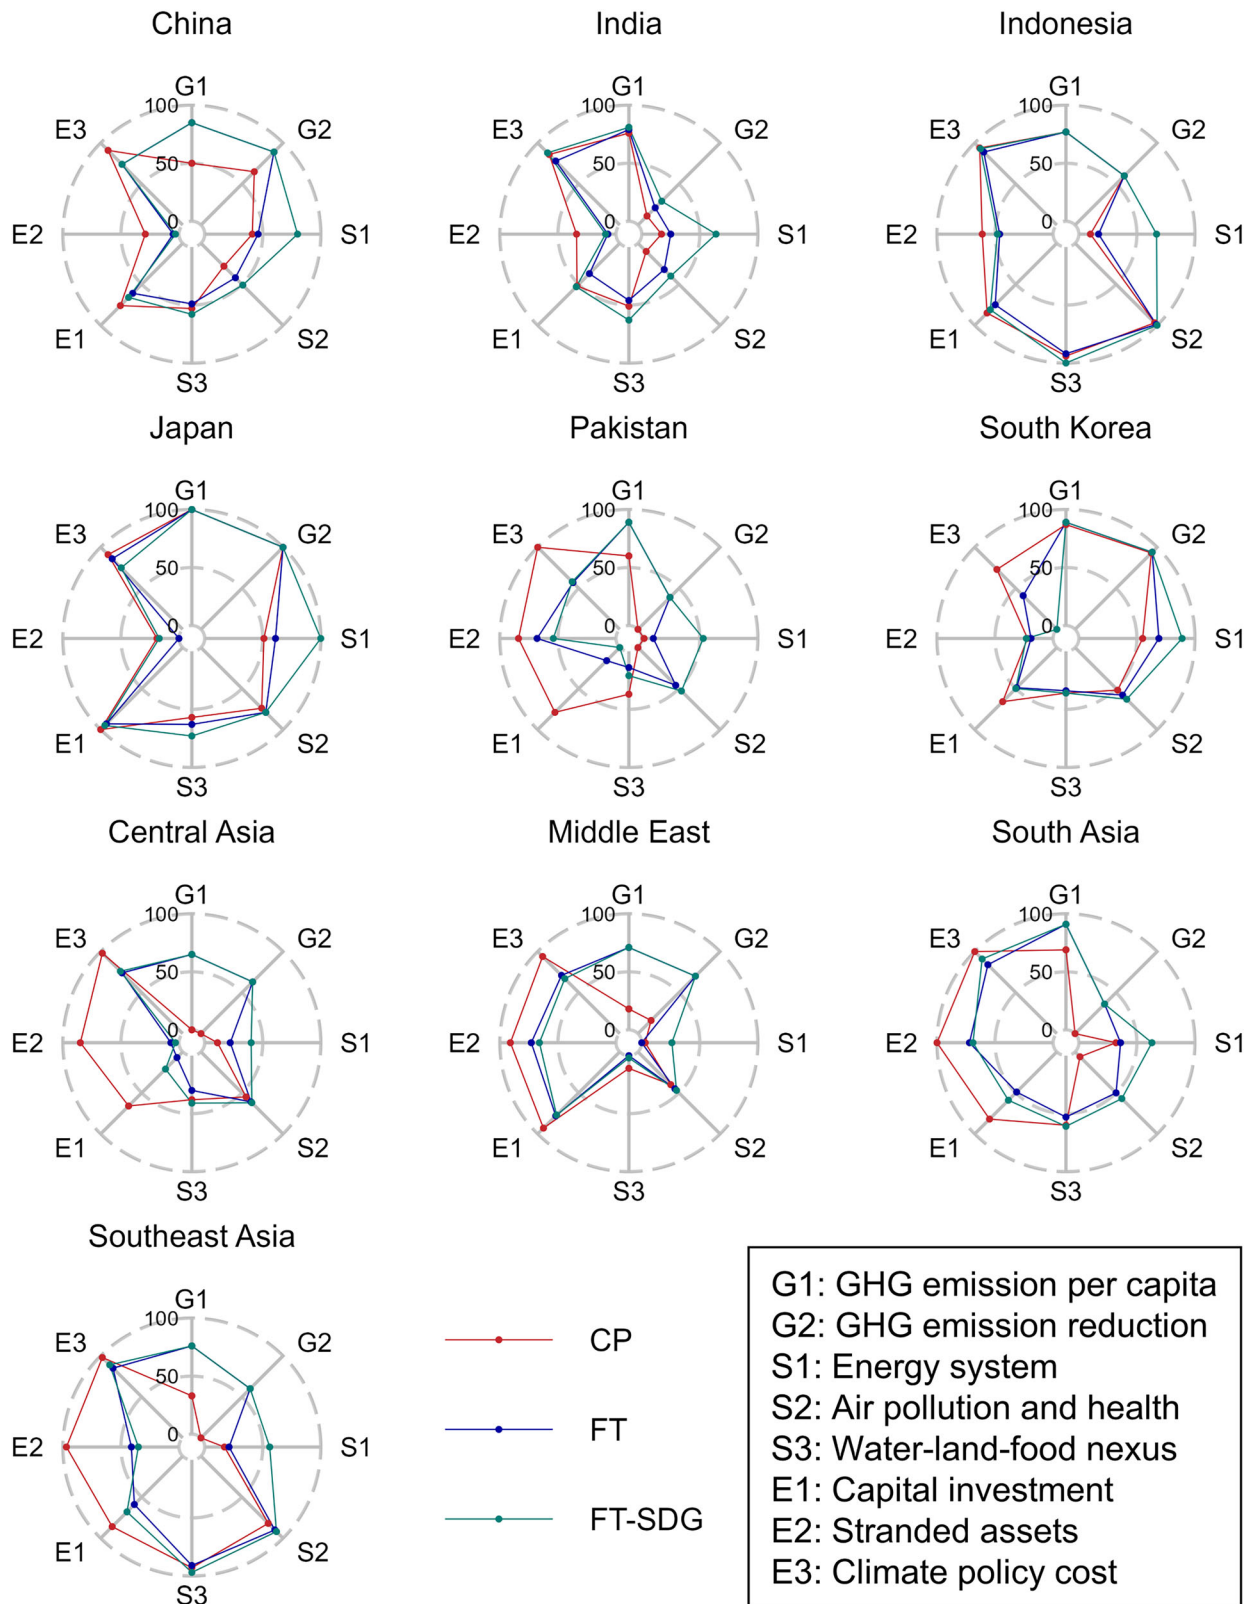 China
India
Indonesia
G1
G1
G1
100
100
100
E3
G2
E3
G2
E3
G2
50
50
50
0
0
0
E2
S1
E2
S1
E2
S1
E1
S2
E1
S2
E1
S2
S3
S3
S3
Japan
Pakistan
South Korea
G1
G1
G1
100
100
100
E3
G2
E3
G2
E3
G2
50
50
50
0
0
0
E2
S1
E2
S1
E2
S1
E1
S2
E1
S2
E1
S2
S3
S3
S3
Central Asia
Middle East
South Asia
G1
G1
G1
100
100
100
E3
G2
E3
G2
E3
G2
50
50
50
0
0
0
E2
S1
E2
S1
E2
S1
E1
S2
E1
S2
E1
S2
S3
S3
S3
Southeast Asia
G1
100
E3
G2
50
0
E2
S1
E1
S2
S3
CP
FT
FT-SDG
G1: GHG emission per capita
G2: GHG emission reduction
S1: Energy system
S2: Air pollution and health
S3: Water-land-food nexus
E1: Capital investment
E2: Stranded assets
E3: Climate policy cost